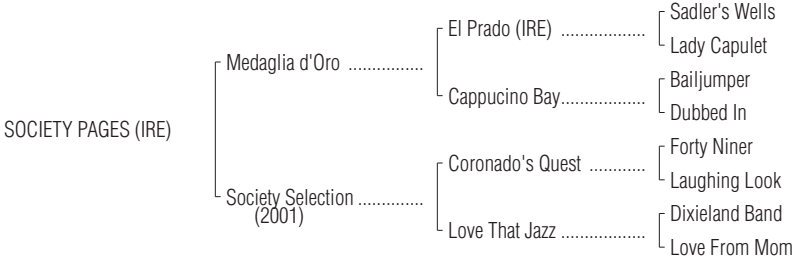 SOCIETY PAGES (IRE)
Medaglia d'Oro ................
Society Selection ..............
(2001)
El Prado (IRE) ..................
Cappucino Bay..................
Coronado's Quest ............
Love That Jazz ..................
Sadler's Wells
Lady Capulet
Bailjumper
Dubbed In
Forty Niner
Laughing Look
Dixieland Band
Love From Mom